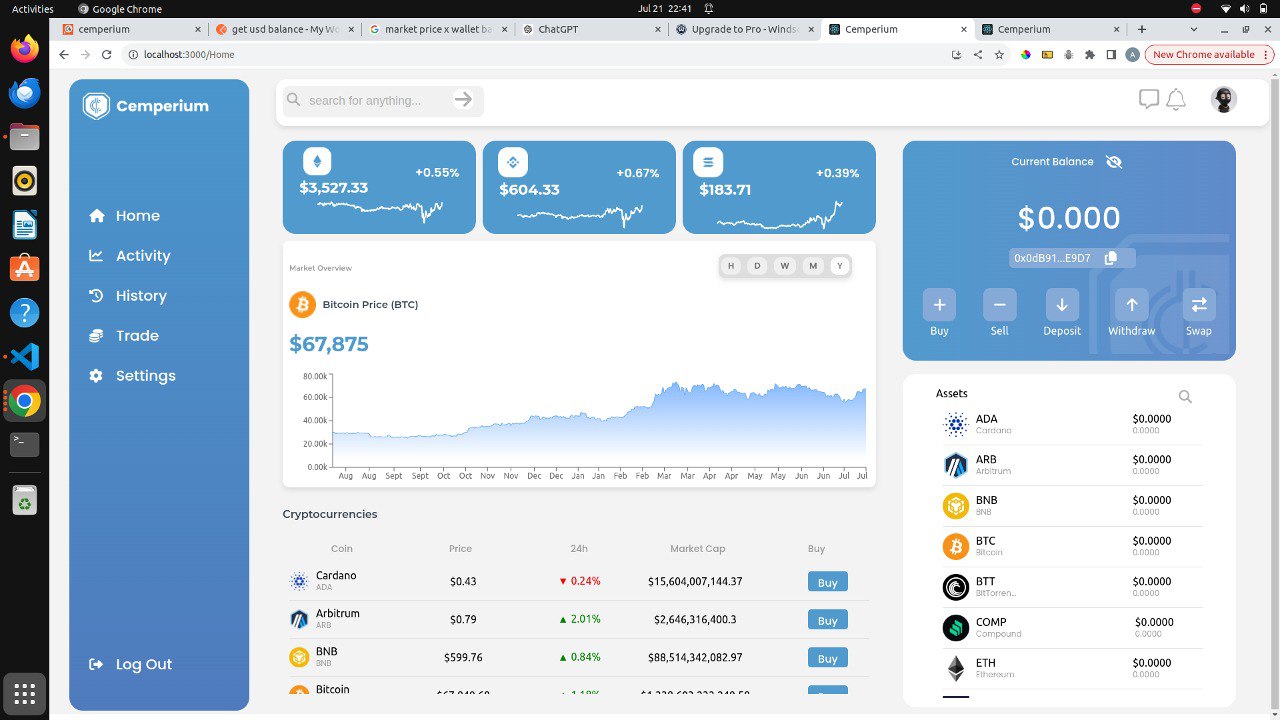 Activities Google Chrome Jul 21 22:41
cemperium
get usd balance - My Wo
market price x wallet ba
ChatGPT
Upgrade to Pro - Windsc
Cemperium
Cemperium
localhost:3000/Home
New Chrome available
Cemperium
search for anything...
Home
Activity
History
Trade
Settings
Log Out
+0.55%
$3,527.33
+0.67%
$604.33
+0.39%
$183.71
Market Overview
H D W M Y
Bitcoin Price (BTC)
$67,875
80.00k
60.00k
40.00k
20.00k
0.00k
Aug Aug Sept Sept Oct Oct Nov Nov Dec Dec Jan Jan Feb Feb Mar Mar Apr Apr May May Jun Jun Jul Jul
Cryptocurrencies
Coin Price 24h Market Cap Buy
Cardano
ADA
$0.43 ▼ 0.24% $15,604,007,144.37 Buy
Arbitrum
ARB
$0.79 ▲ 2.01% $2,646,316,400.3 Buy
BNB
BNB
$599.76 ▲ 0.84% $88,514,342,082.97 Buy
Bitcoin
Current Balance
$0.000
0x0dB91...E9D7
Buy Sell Deposit Withdraw Swap
Assets
ADA $0.0000
Cardano 0.0000
ARB $0.0000
Arbitrum 0.0000
BNB $0.0000
BNB 0.0000
BTC $0.0000
Bitcoin 0.0000
BTT $0.0000
BitTorren... 0.0000
COMP $0.0000
Compound 0.0000
ETH $0.0000
Ethereum 0.0000